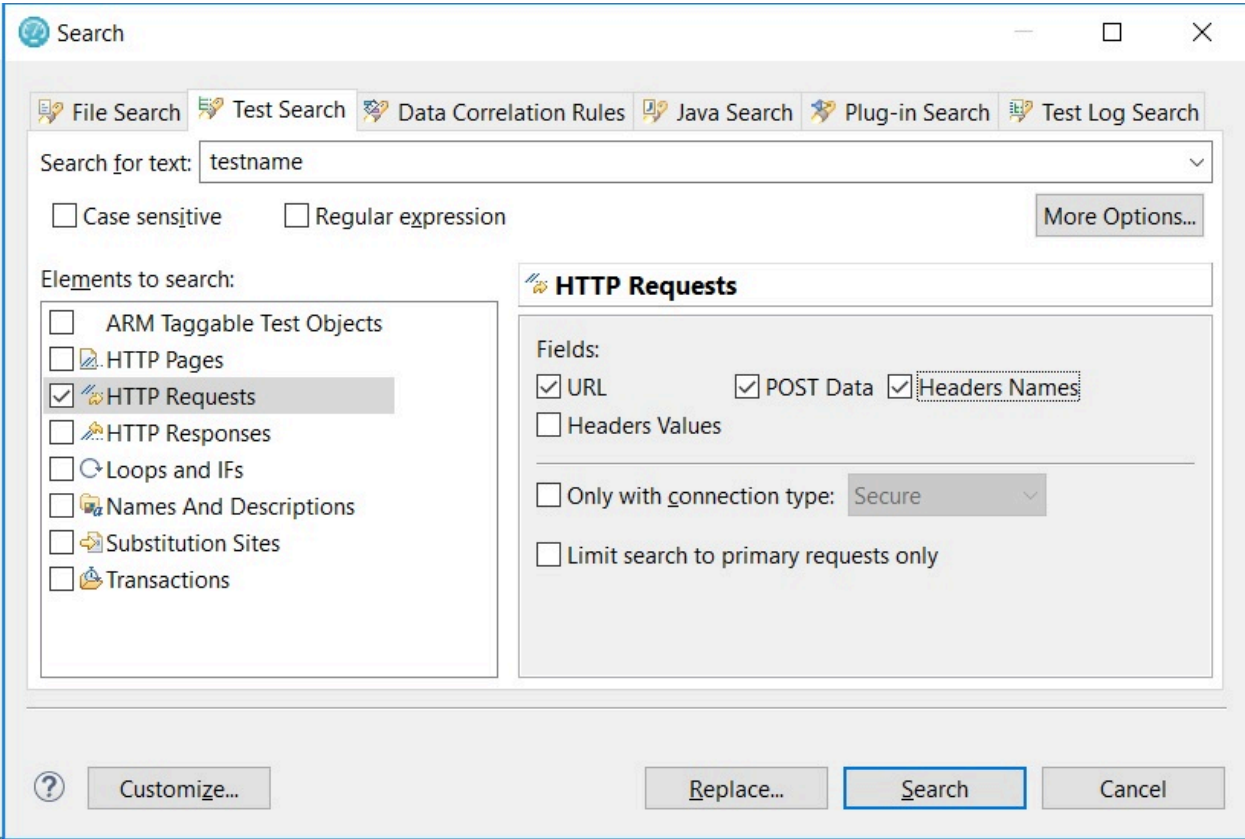 Search
File Search Test Search Data Correlation Rules Java Search Plug-in Search Test Log Search
Search for text: testname
Case sensitive Regular expression More Options...
Elements to search:
HTTP Requests
ARM Taggable Test Objects
HTTP Pages
HTTP Requests
HTTP Responses
Loops and IFs
Names And Descriptions
Substitution Sites
Transactions
Fields:
URL POST Data Headers Names
Headers Values
Only with connection type: Secure
Limit search to primary requests only
? Customize... Replace... Search Cancel